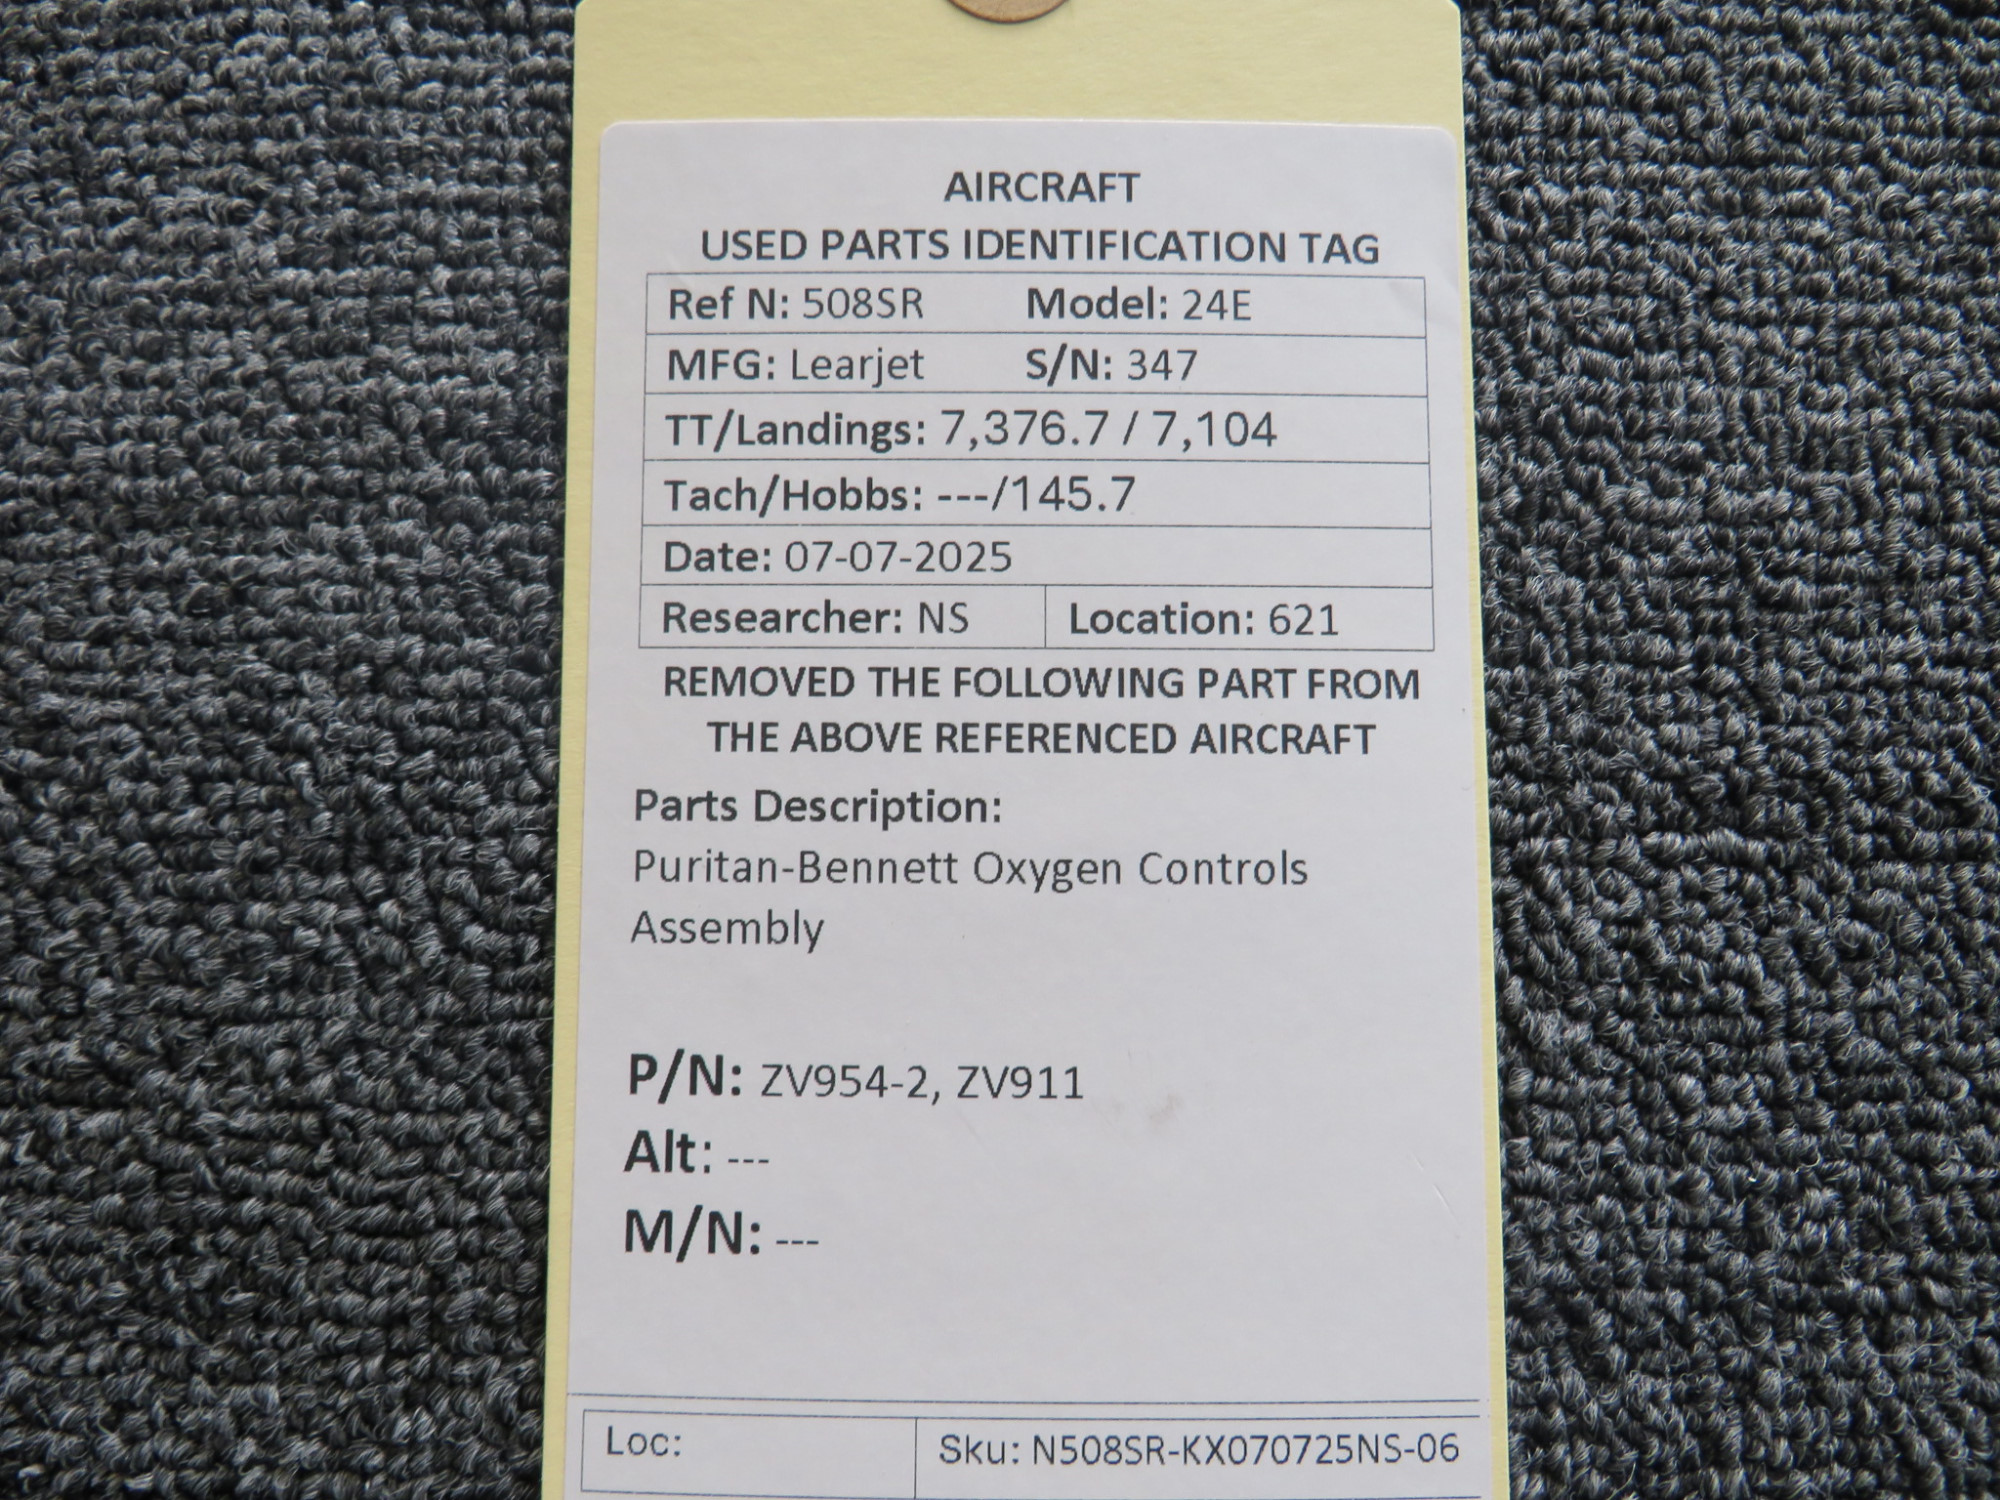 AIRCRAFT
USED PARTS IDENTIFICATION TAG
Ref N: 508SR Model: 24E
MFG: Learjet S/N: 347
TT/Landings: 7,376.7 / 7,104
Tach/Hobbs: ---/145.7
Date: 07-07-2025
Researcher: NS Location: 621
REMOVED THE FOLLOWING PART FROM
THE ABOVE REFERENCED AIRCRAFT
Parts Description:
Puritan-Bennett Oxygen Controls
Assembly
P/N: ZV954-2, ZV911
Alt: ---
M/N: ---
Loc: Sku: N508SR-KX070725NS-06